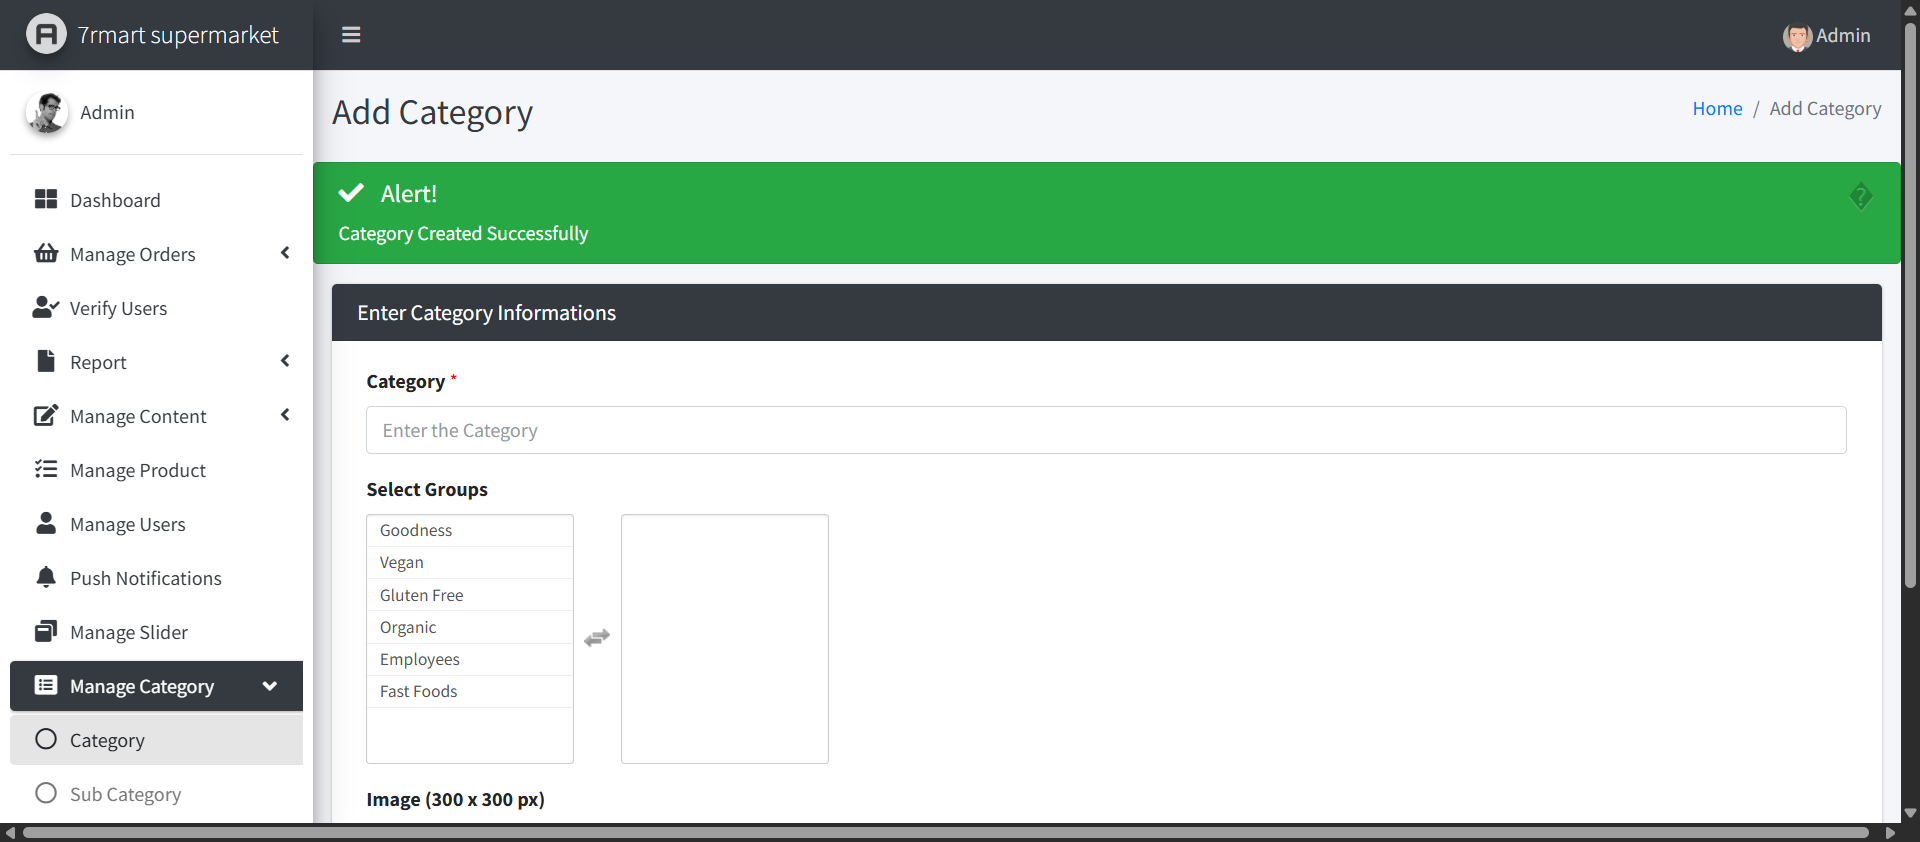 7rmart supermarket
Admin
Admin
Add Category
Home / Add Category
Alert!
Category Created Successfully
Dashboard
Manage Orders
Verify Users
Report
Manage Content
Manage Product
Manage Users
Push Notifications
Manage Slider
Manage Category
Category
Sub Category
Enter Category Informations
Category *
Enter the Category
Select Groups
Goodness
Vegan
Gluten Free
Organic
Employees
Fast Foods
Image (300 x 300 px)